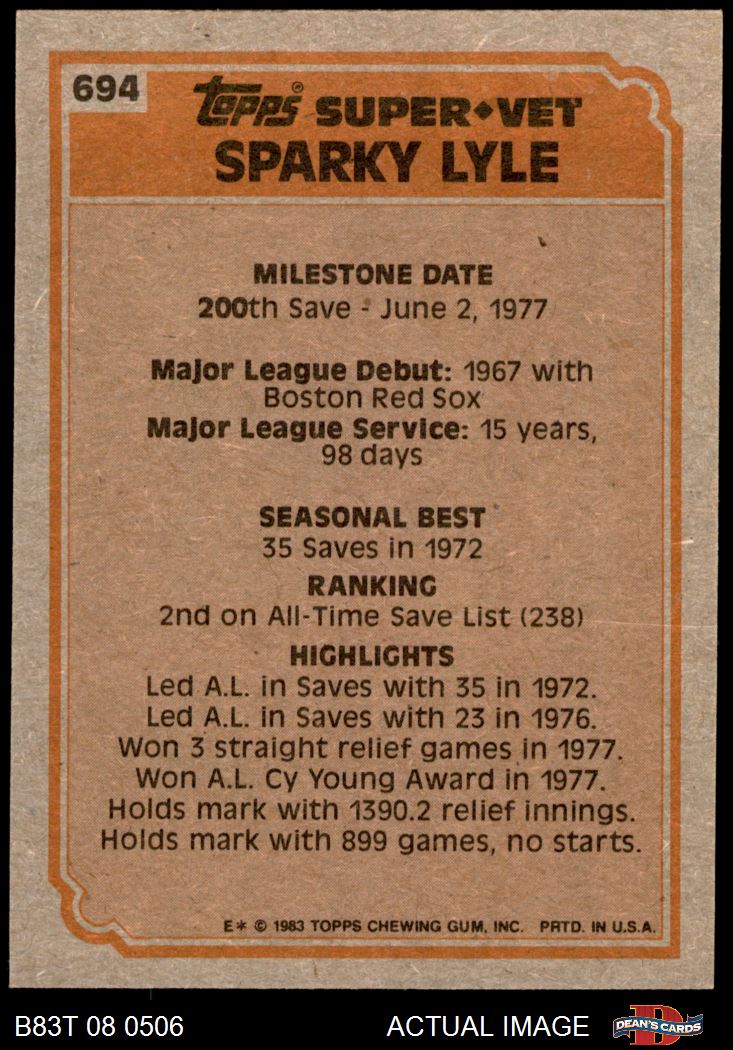 694
Topps® SUPER◆VET
SPARKY LYLE
MILESTONE DATE
200th Save - June 2, 1977
Major League Debut: 1967 with
Boston Red Sox
Major League Service: 15 years,
98 days
SEASONAL BEST
35 Saves in 1972
RANKING
2nd on All-Time Save List (238)
HIGHLIGHTS
Led A.L. in Saves with 35 in 1972.
Led A.L. in Saves with 23 in 1976.
Won 3 straight relief games in 1977.
Won A.L. Cy Young Award in 1977.
Holds mark with 1390.2 relief innings.
Holds mark with 899 games, no starts.
E* © 1983 TOPPS CHEWING GUM, INC. PRTD. IN U.S.A.
B83T 08 0506 ACTUAL IMAGE D DEAN'S CARDS